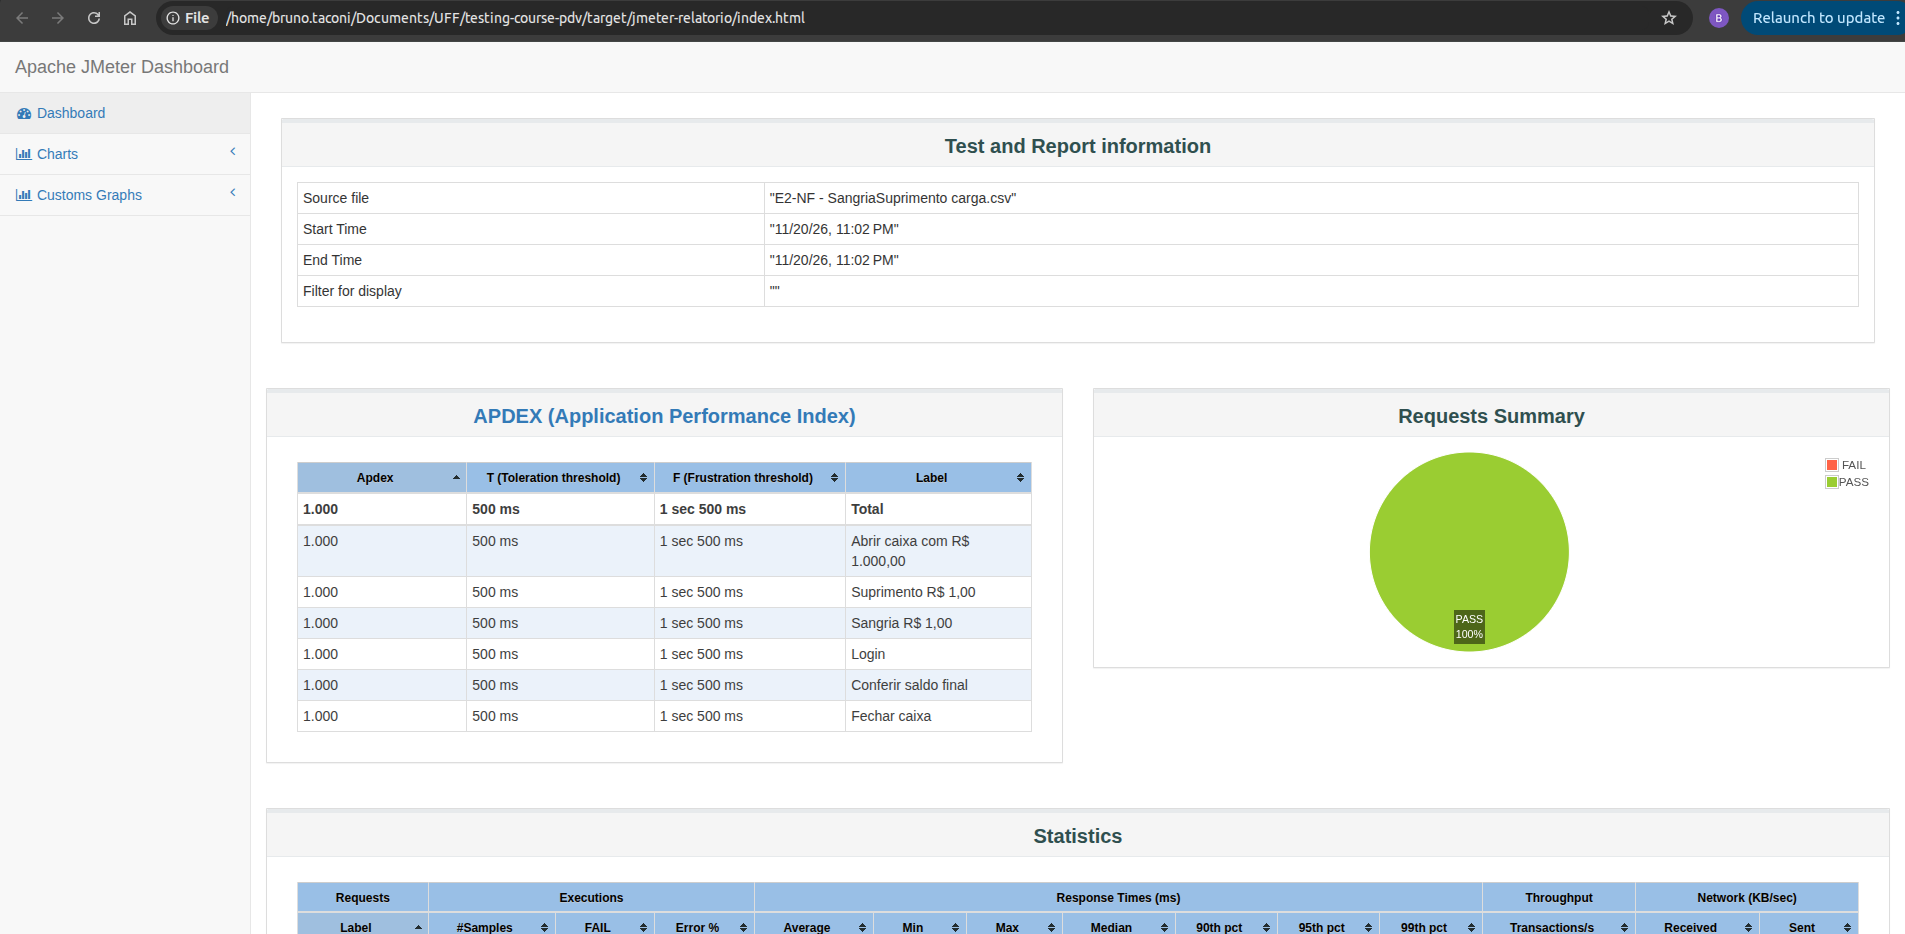 File /home/bruno.taconi/Documents/UFF/testing-course-pdv/target/jmeter-relatorio/index.html B Relaunch to update
Apache JMeter Dashboard
Dashboard
Charts
Customs Graphs
Test and Report information
Source file "E2-NF - SangriaSuprimento carga.csv"
Start Time "11/20/26, 11:02 PM"
End Time "11/20/26, 11:02 PM"
Filter for display ""
APDEX (Application Performance Index)
Apdex T (Toleration threshold) F (Frustration threshold) Label
1.000 500 ms 1 sec 500 ms Total
1.000 500 ms 1 sec 500 ms Abrir caixa com R$
1.000,00
1.000 500 ms 1 sec 500 ms Suprimento R$ 1,00
1.000 500 ms 1 sec 500 ms Sangria R$ 1,00
1.000 500 ms 1 sec 500 ms Login
1.000 500 ms 1 sec 500 ms Conferir saldo final
1.000 500 ms 1 sec 500 ms Fechar caixa
Requests Summary
FAIL
PASS
PASS
100%
Statistics
Requests Executions Response Times (ms) Throughput Network (KB/sec)
Label #Samples FAIL Error % Average Min Max Median 90th pct 95th pct 99th pct Transactions/s Received Sent